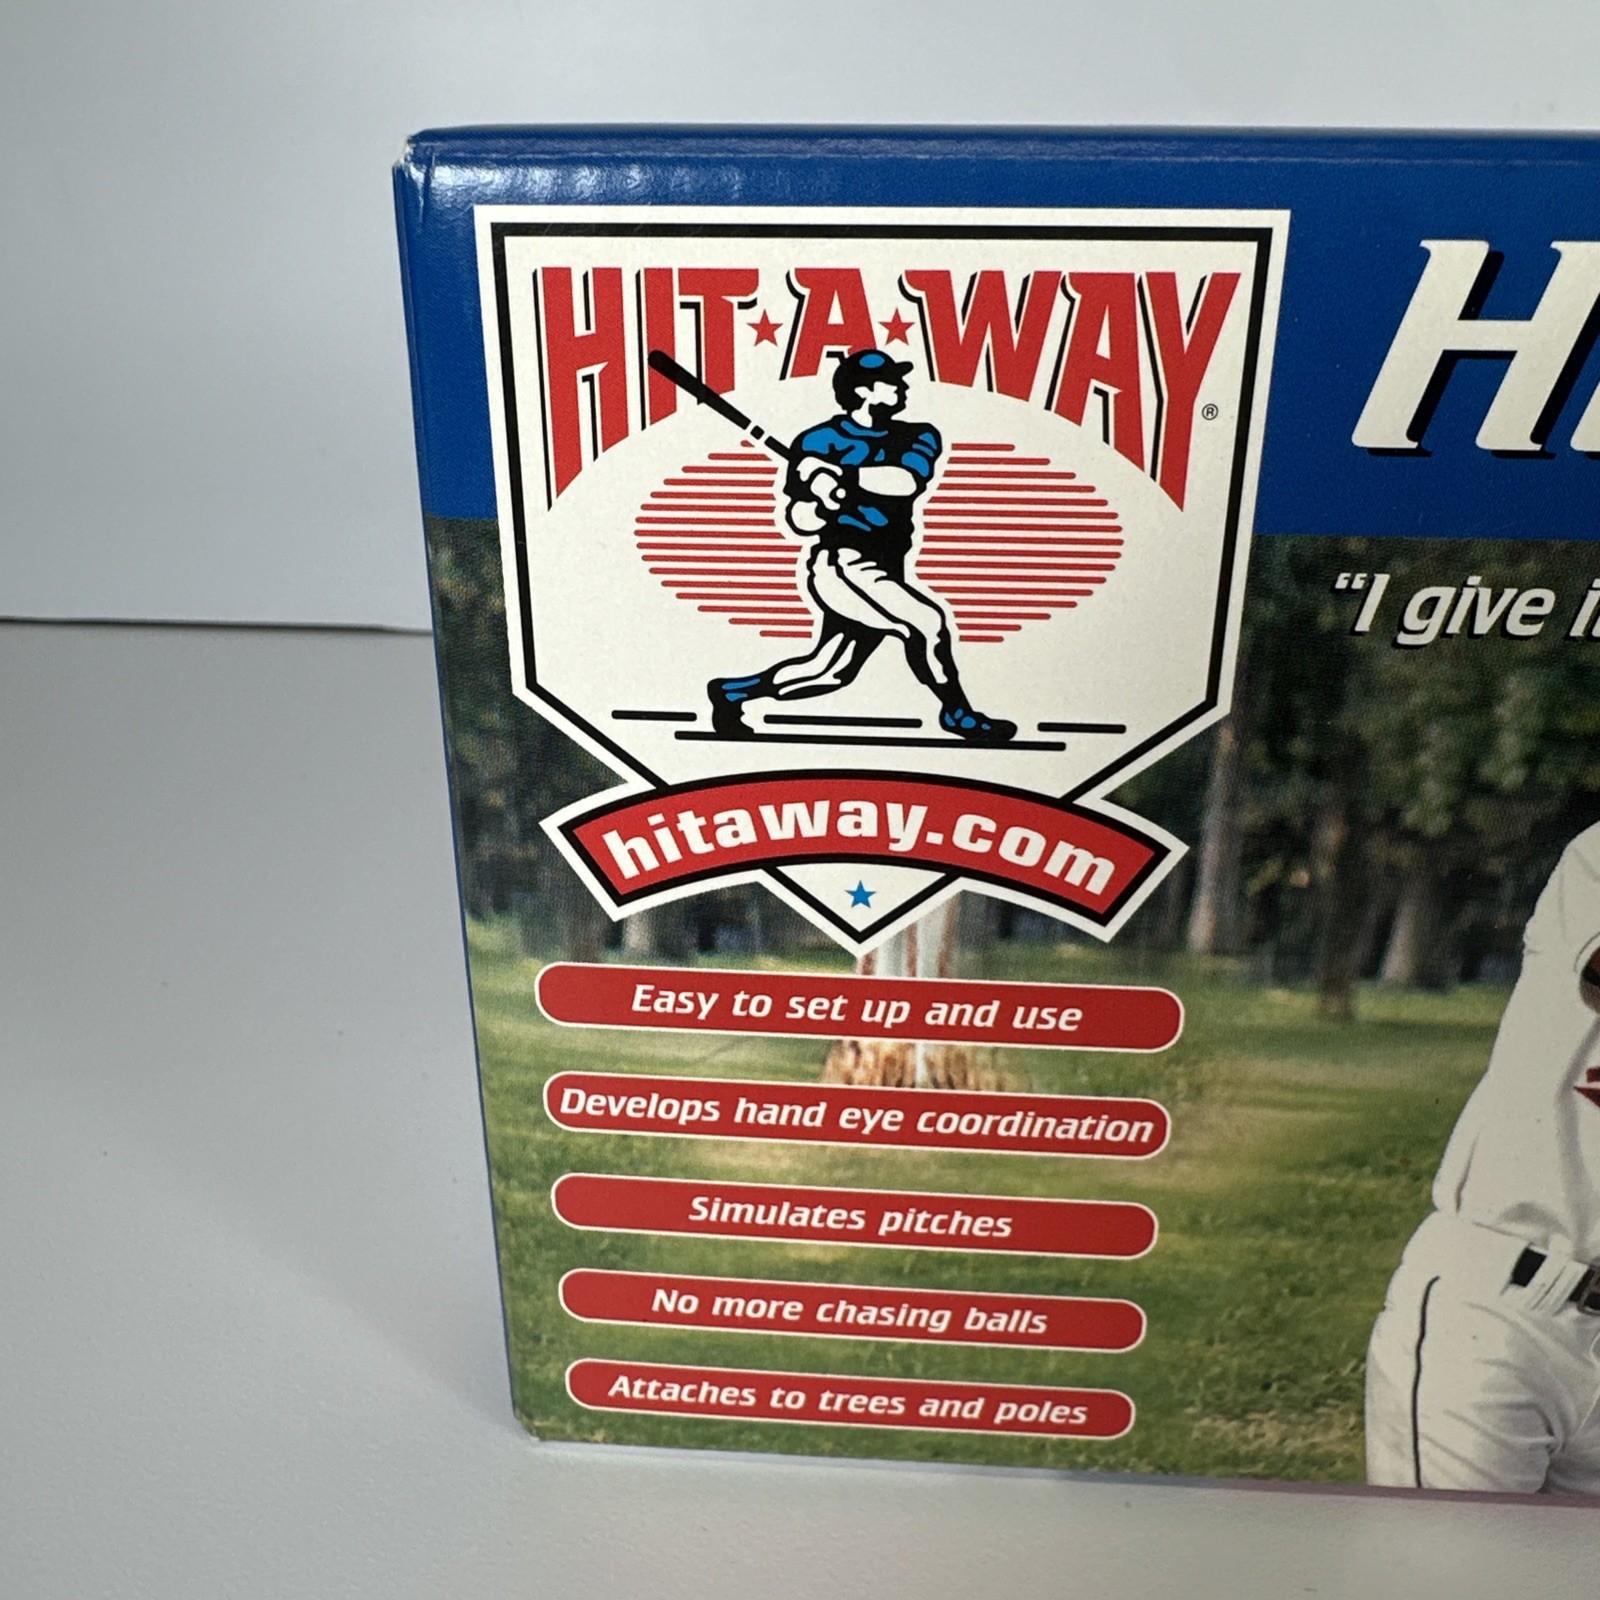 HIT·A·WAY®
hitaway.com
"I give
Easy to set up and use
Develops hand eye coordination
Simulates pitches
No more chasing balls
Attaches to trees and poles